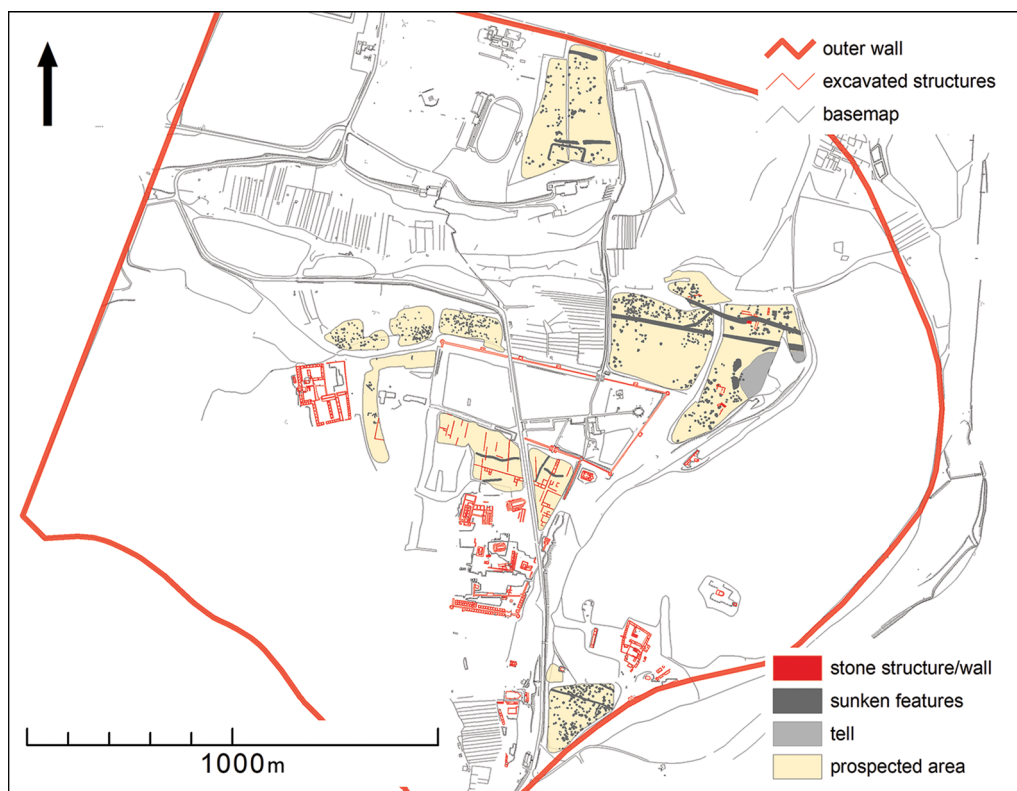 outer wall
excavated structures
basemap
stone structure/wall
sunken features
tell
prospected area
1000m